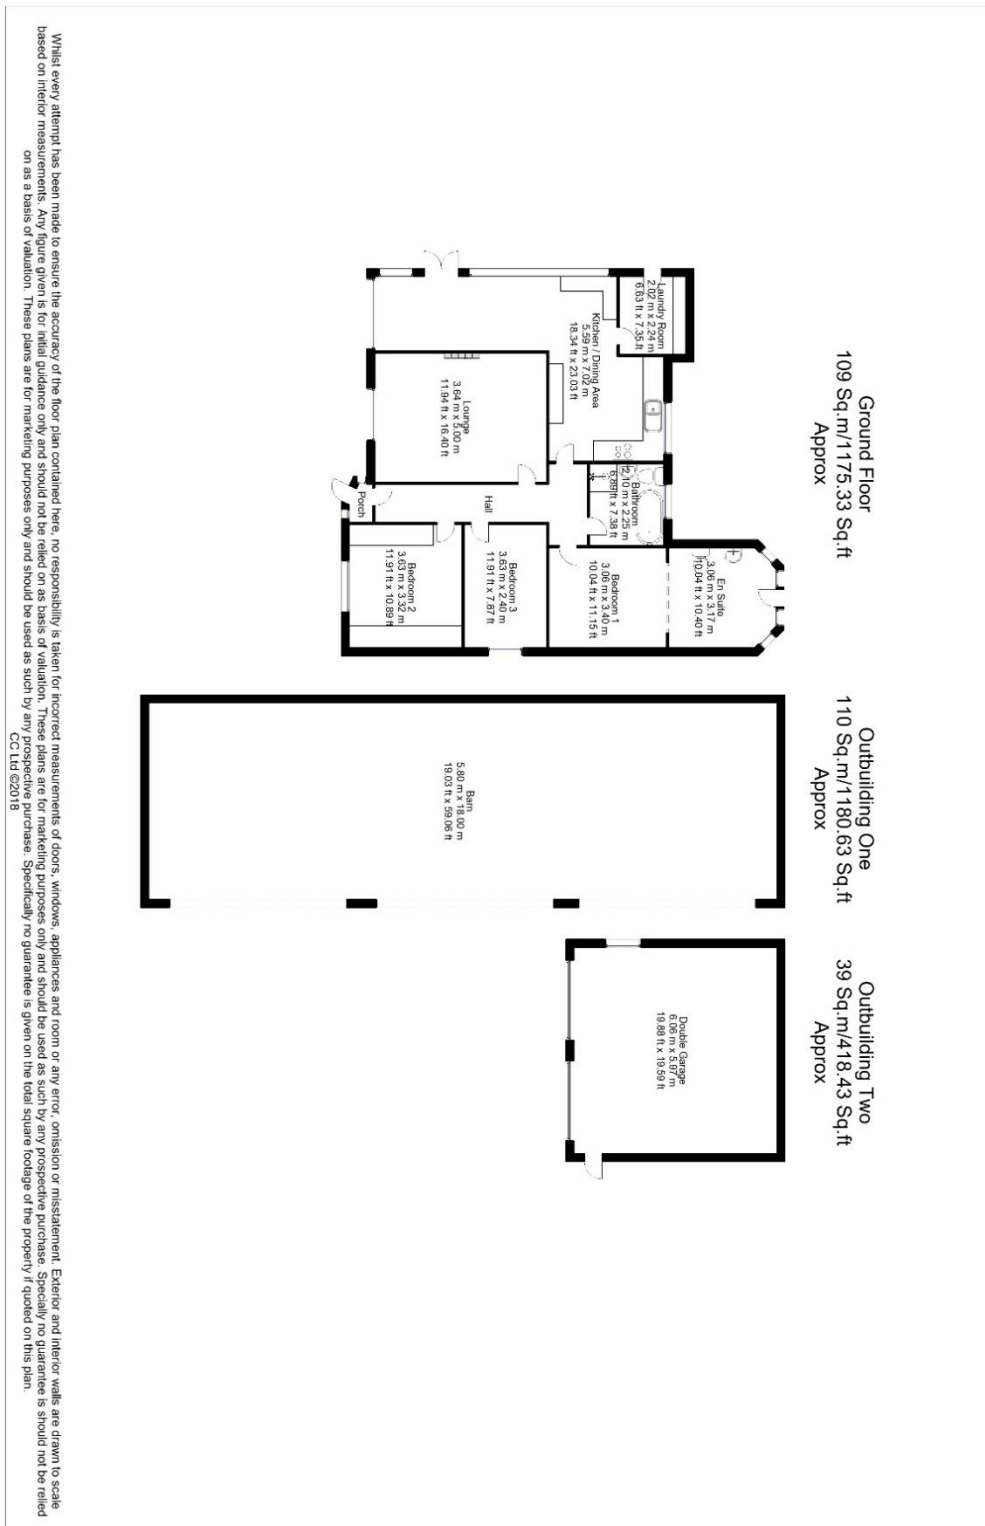 Ground Floor
109 Sq.m/1175.33 Sq.ft
Approx
Outbuilding One
110 Sq.m/1180.63 Sq.ft
Approx
Outbuilding Two
39 Sq.m/418.43 Sq.ft
Approx
Laundry Room
2.02 m x 2.24 m
6.63 ft x 7.35 ft
Kitchen / Dining Area
5.59 m x 7.02 m
18.34 ft x 23.03 ft
Lounge
3.64 m x 5.00 m
11.94 ft x 16.40 ft
Bathroom
2.10 m x 2.25 m
6.89 ft x 7.38 ft
En Suite
3.06 m x 3.17 m
10.04 ft x 10.40 ft
Bedroom 1
3.06 m x 3.40 m
10.04 ft x 11.15 ft
Hall
Porch
Bedroom 3
3.63 m x 2.40 m
11.91 ft x 7.87 ft
Bedroom 2
3.63 m x 3.32 m
11.91 ft x 10.89 ft
Barn
5.80 m x 18.00 m
19.03 ft x 59.06 ft
Double Garage
6.06 m x 5.97 m
19.88 ft x 19.59 ft
Whilst every attempt has been made to ensure the accuracy of the floor plan contained here, no responsibility is taken for incorrect measurements of doors, windows, appliances and room or any error, omission or misstatement. Exterior and interior walls are drawn to scale
based on interior measurements. Any figure given is for initial guidance only and should not be relied on as basis of valuation. These plans are for marketing purposes only and should be used as such by any prospective purchase. Specially no guarantee is should not be relied
on as a basis of valuation. These plans are for marketing purposes only and should be used as such by any prospective purchase. Specifically no guarantee is given on the total square footage of the property if quoted on this plan.
CC Ltd ©2018